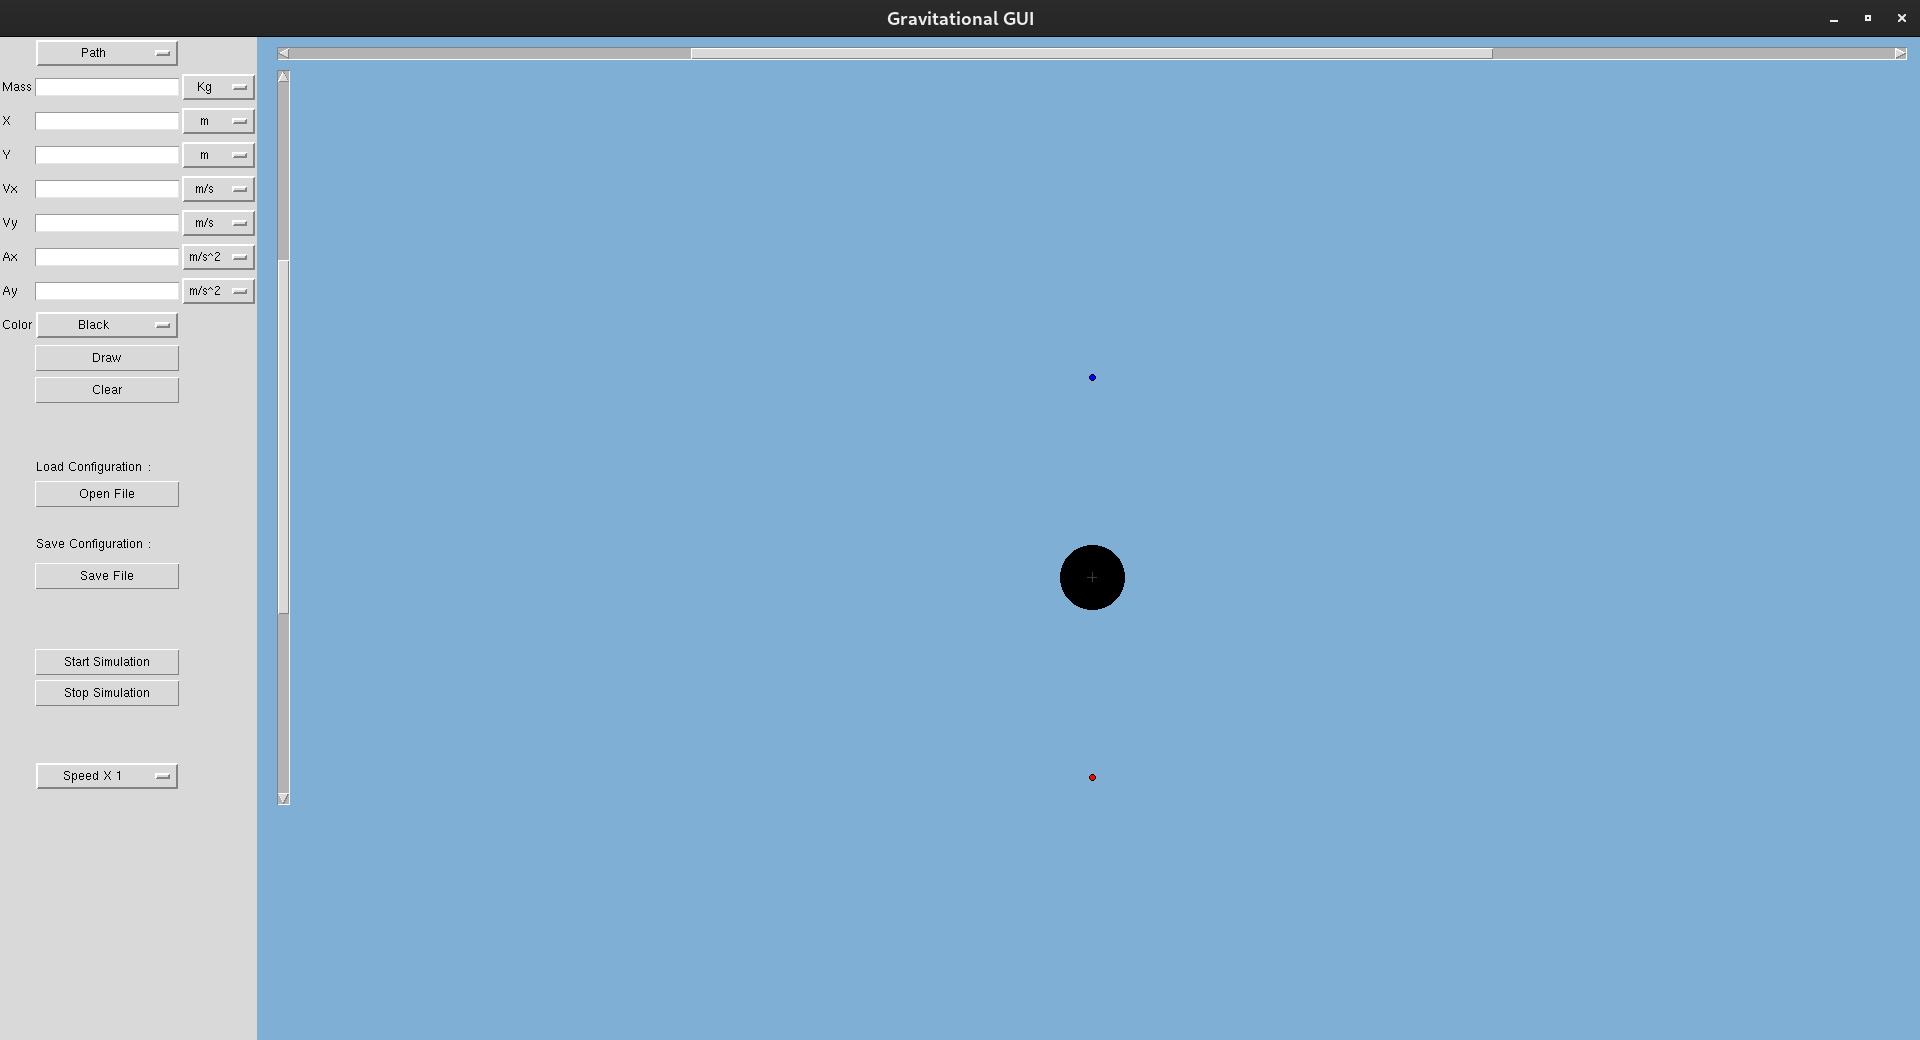 Gravitational GUI
Path
Mass Kg
X m
Y m
Vx m/s
Vy m/s
Ax m/s^2
Ay m/s^2
Color Black
Draw
Clear
Load Configuration :
Open File
Save Configuration :
Save File
Start Simulation
Stop Simulation
Speed X 1